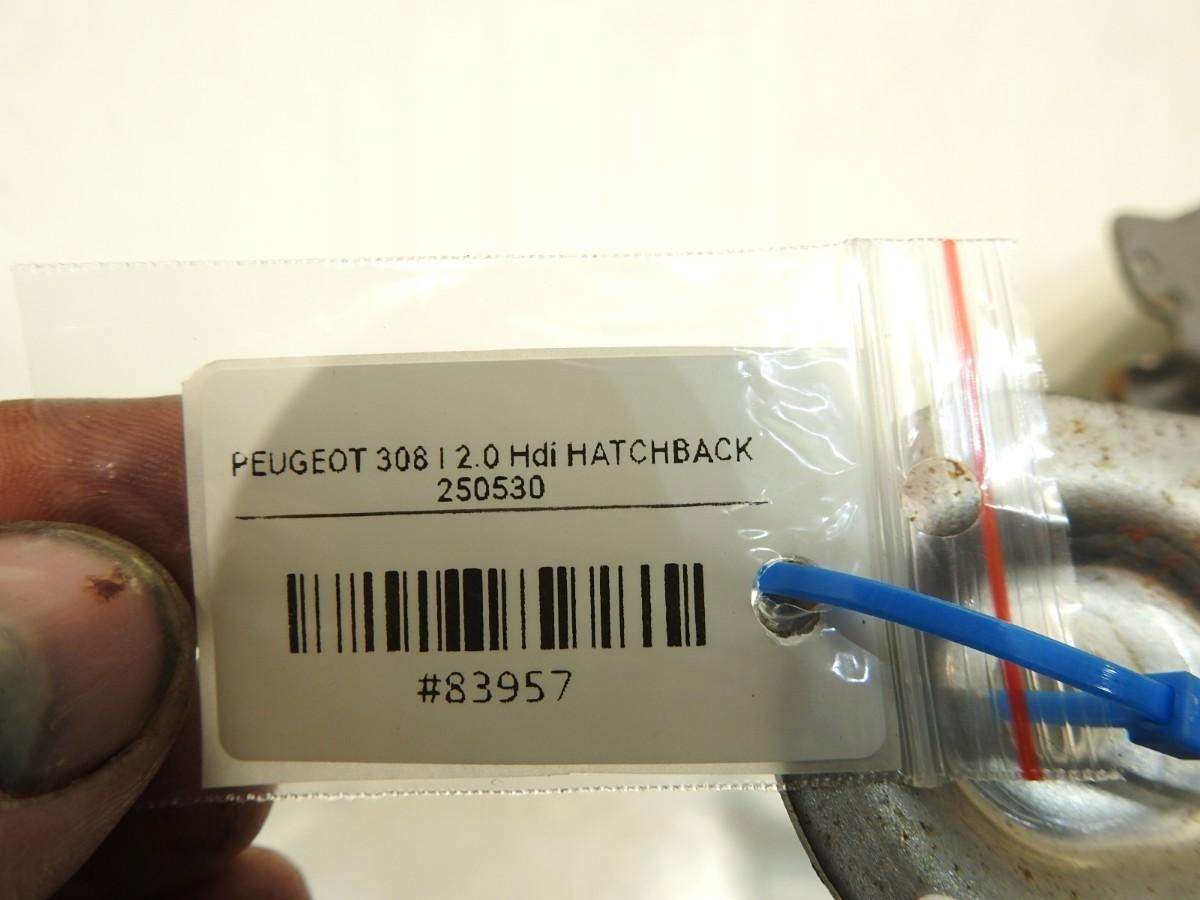 PEUGEOT 308 I 2.0 Hdi HATCHBACK
250530
#83957